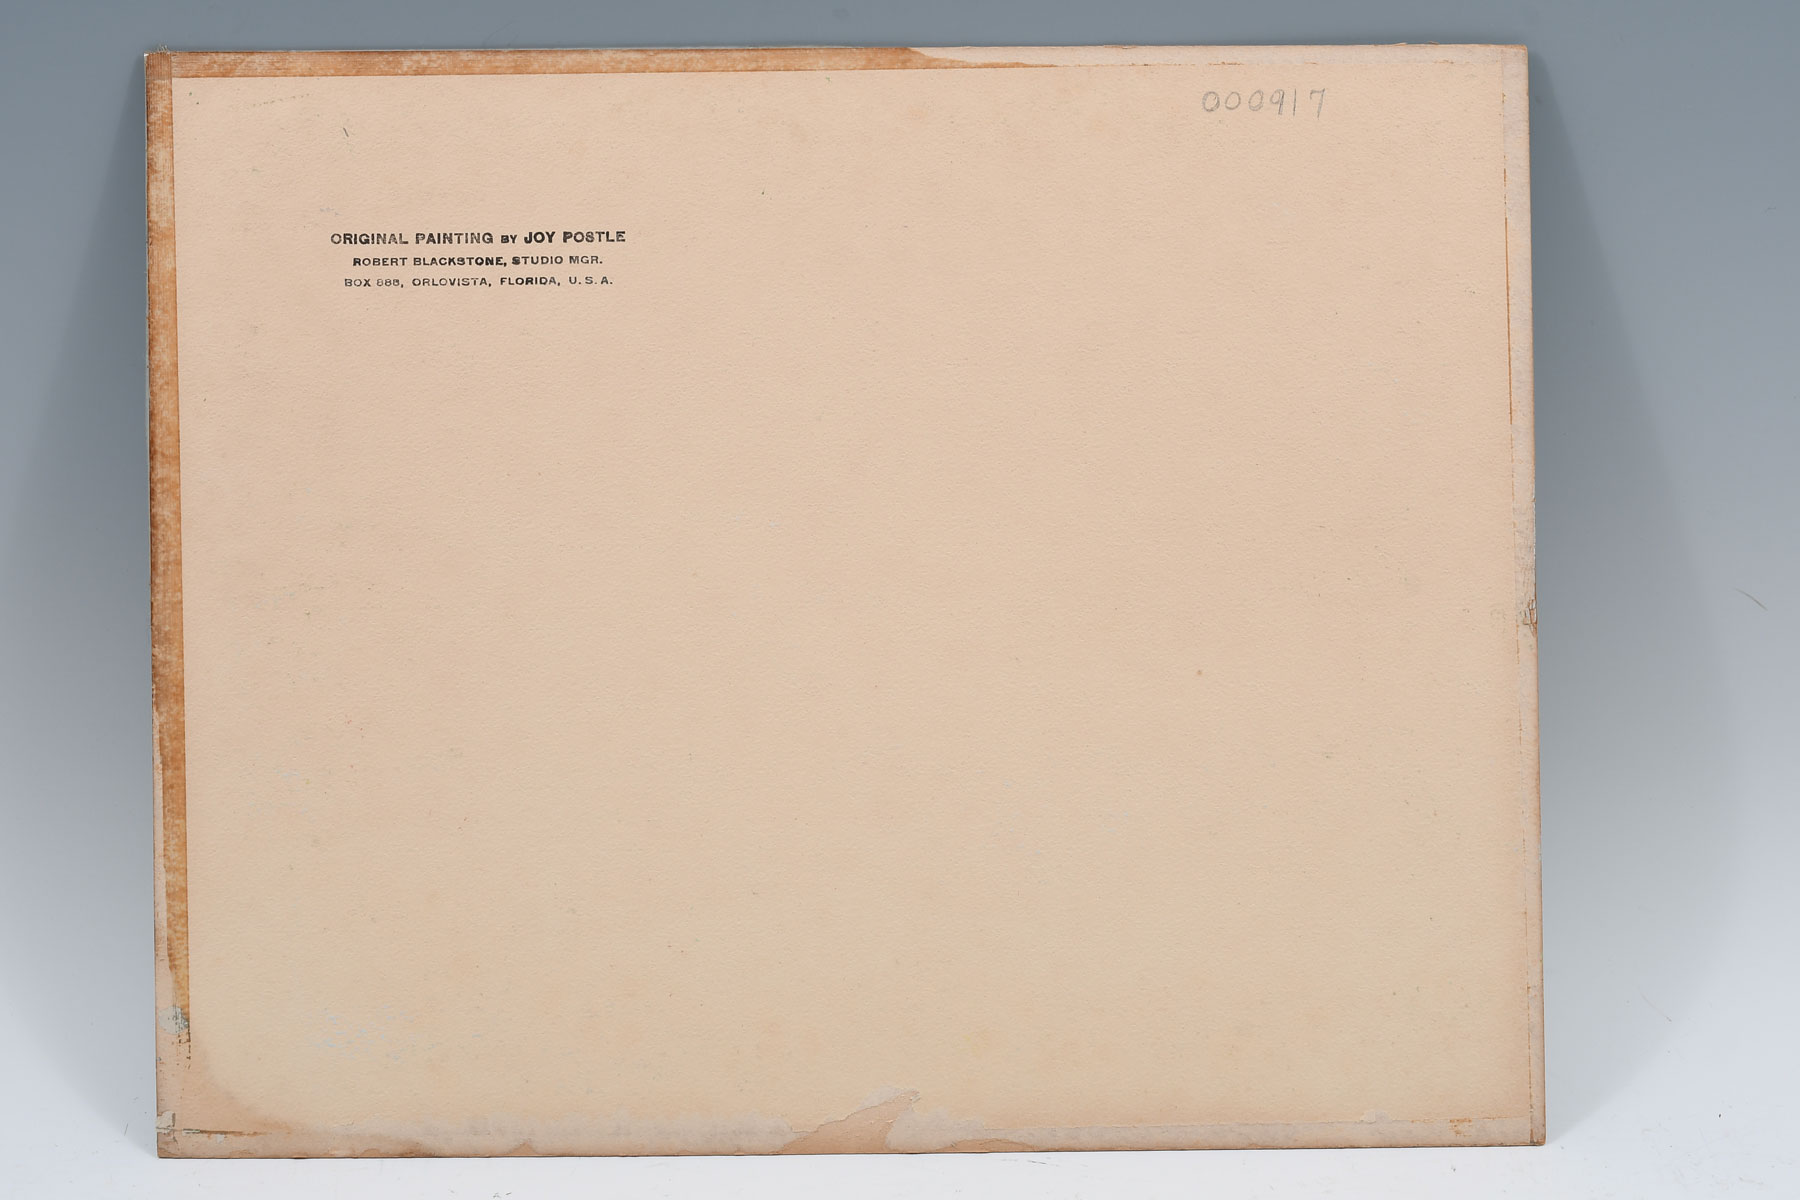 000917
ORIGINAL PAINTING BY JOY POSTLE
ROBERT BLACKSTONE, STUDIO MGR.
BOX 888, ORLOVISTA, FLORIDA, U.S.A.